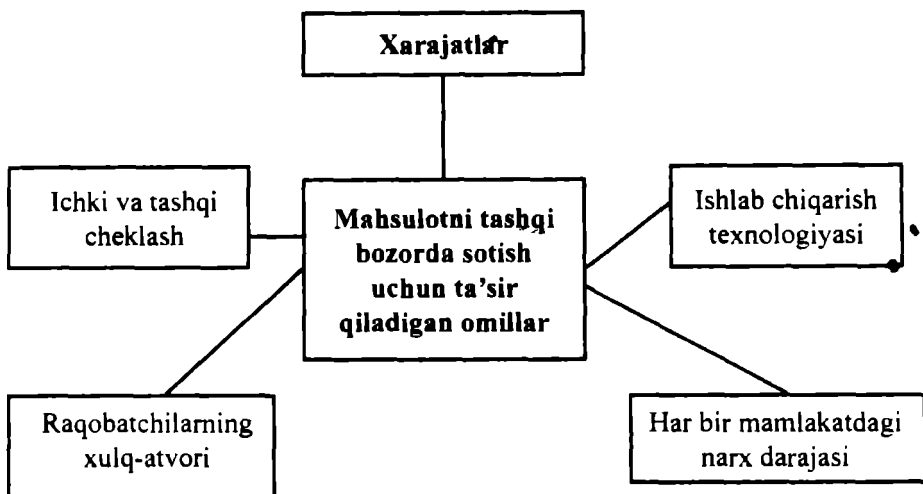 Xarajatlar
Ichki va tashqi
cheklash
Mahsulotni tashqi
bozorda sotish
uchun ta'sir
qiladigan omillar
Ishlab chiqarish
texnologiyasi
Raqobatchilarning
xulq-atvori
Har bir mamlakatdagi
narx darajasi